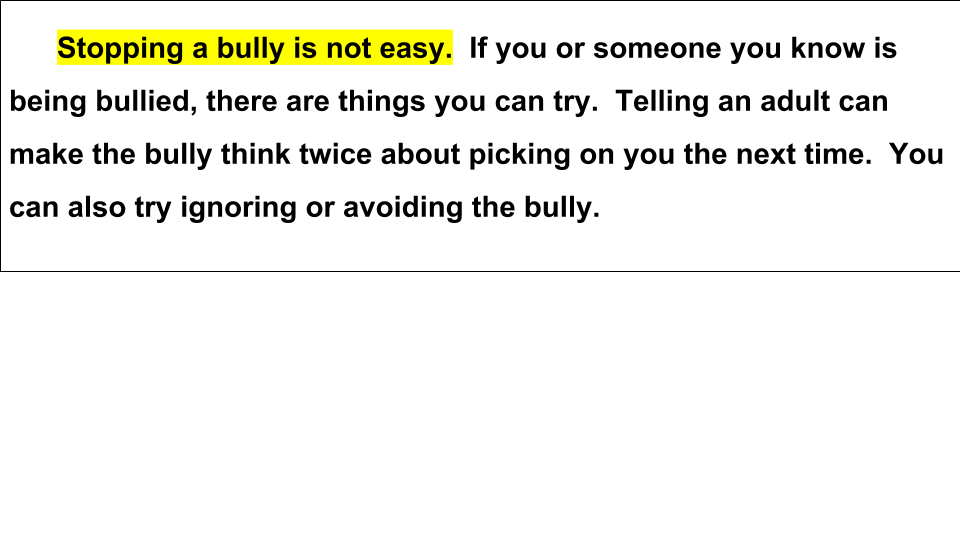 Stopping a bully is not easy.  If you or someone you know is
being bullied, there are things you can try.  Telling an adult can
make the bully think twice about picking on you the next time.  You
can also try ignoring or avoiding the bully.